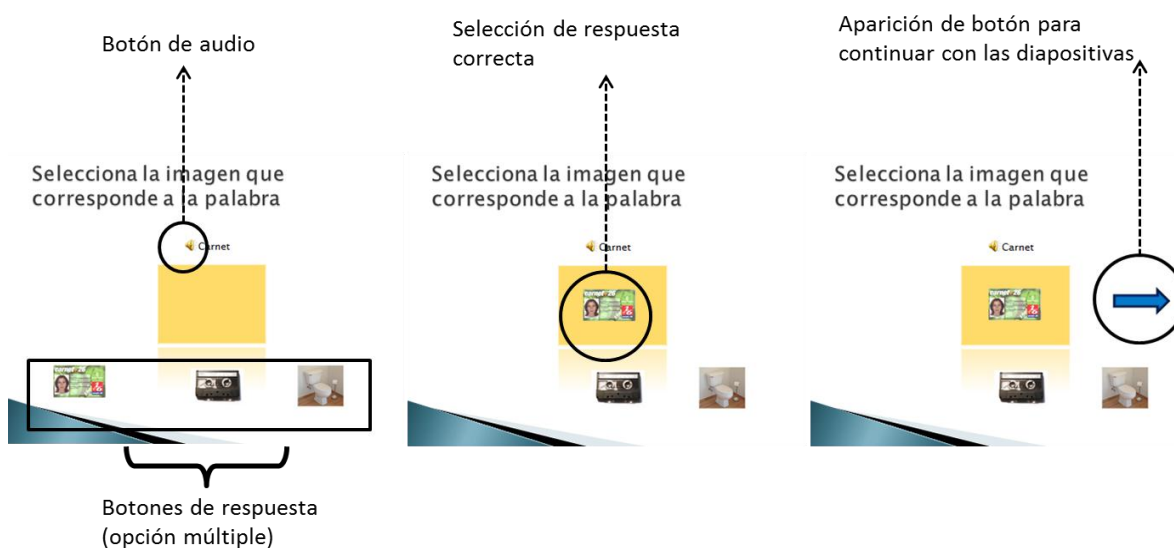 Botón de audio
Selección de respuesta
correcta
Aparición de botón para
continuar con las diapositivas
Selecciona la imagen que
corresponde a la palabra
Carnet
Selecciona la imagen que
corresponde a la palabra
Carnet
Selecciona la imagen que
corresponde a la palabra
Carnet
Botones de respuesta
(opción múltiple)